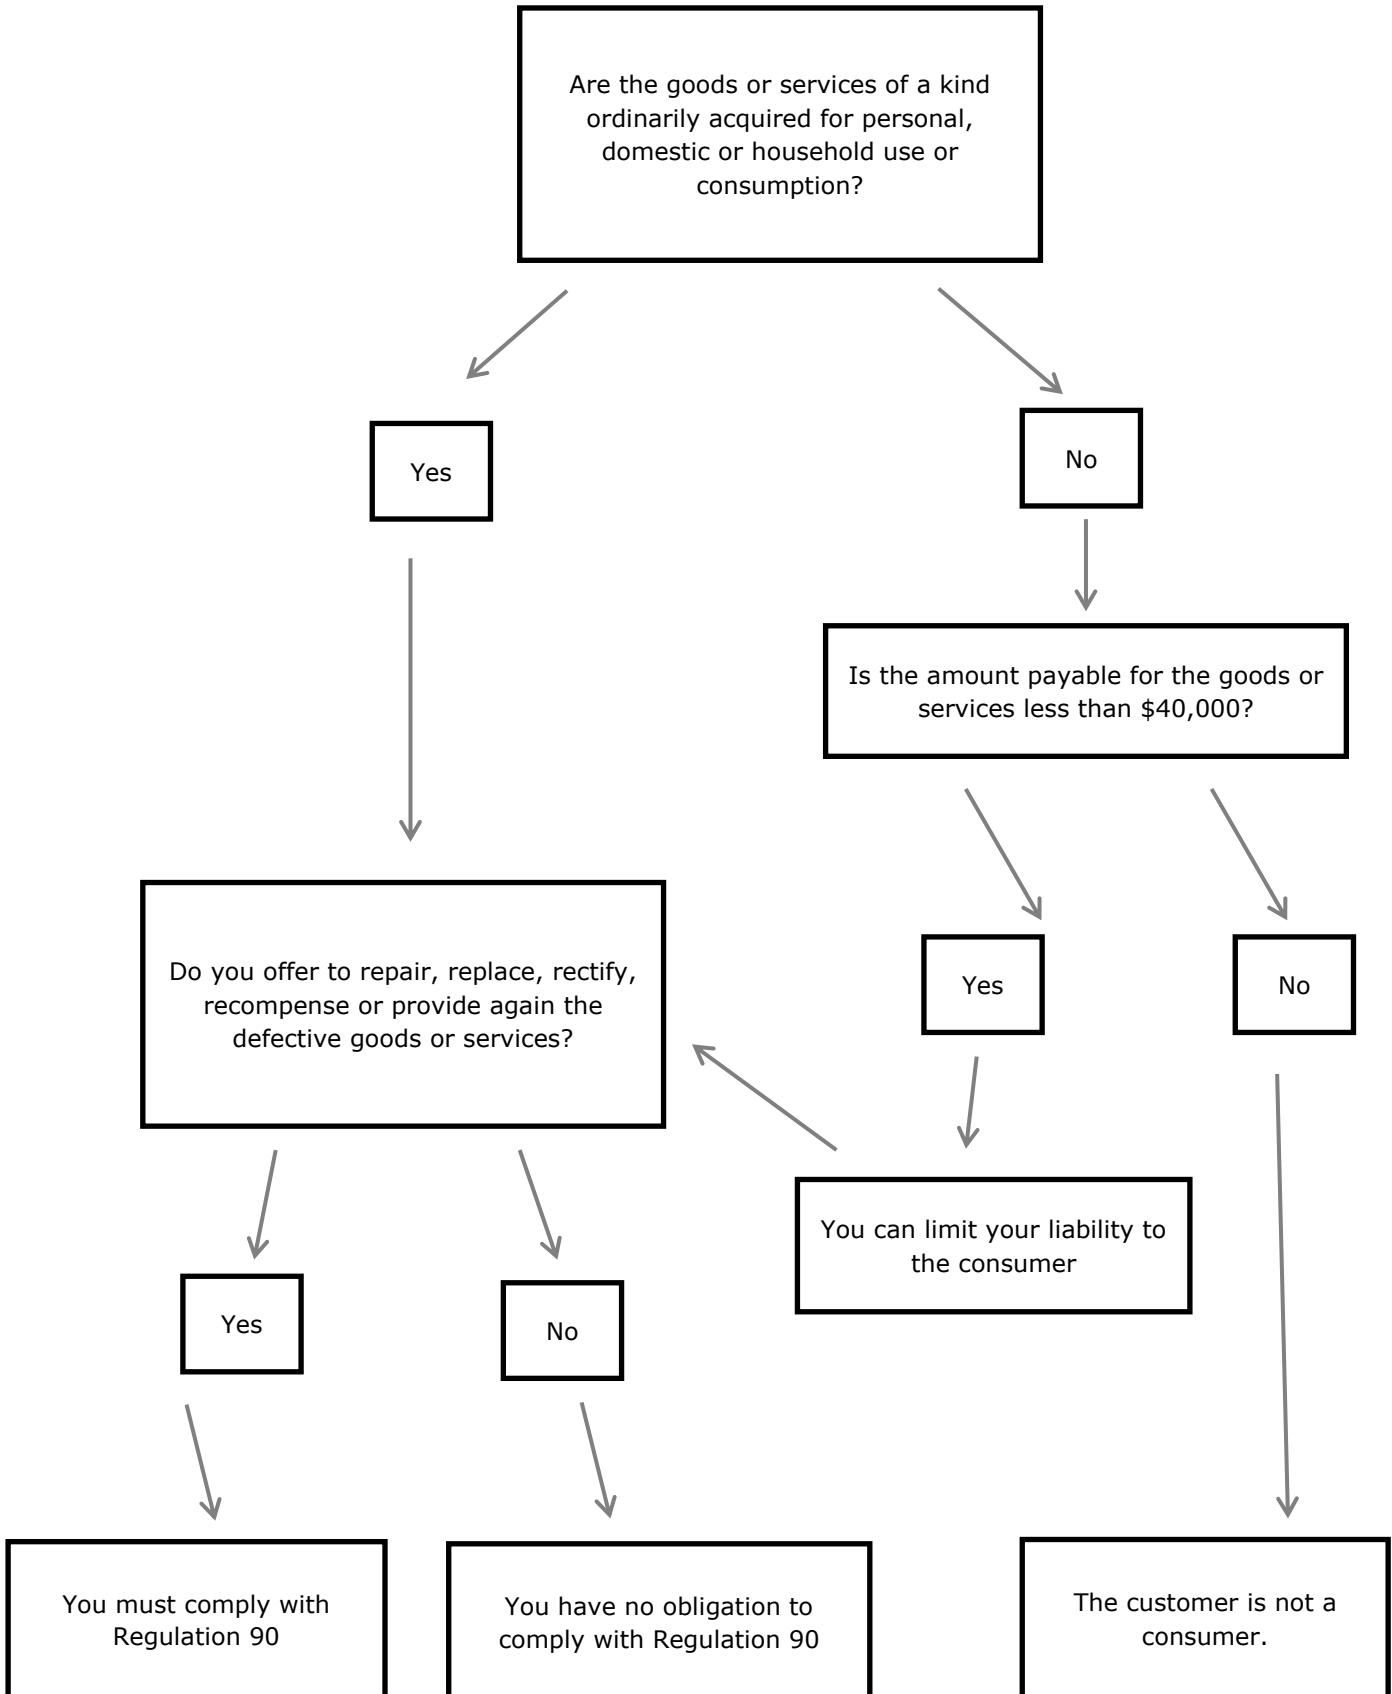 Are the goods or services of a kind
ordinarily acquired for personal,
domestic or household use or
consumption?
Yes
No
Is the amount payable for the goods or
services less than $40,000?
Do you offer to repair, replace, rectify,
recompense or provide again the
defective goods or services?
Yes
No
You can limit your liability to
the consumer
Yes
No
You must comply with
Regulation 90
You have no obligation to
comply with Regulation 90
The customer is not a
consumer.